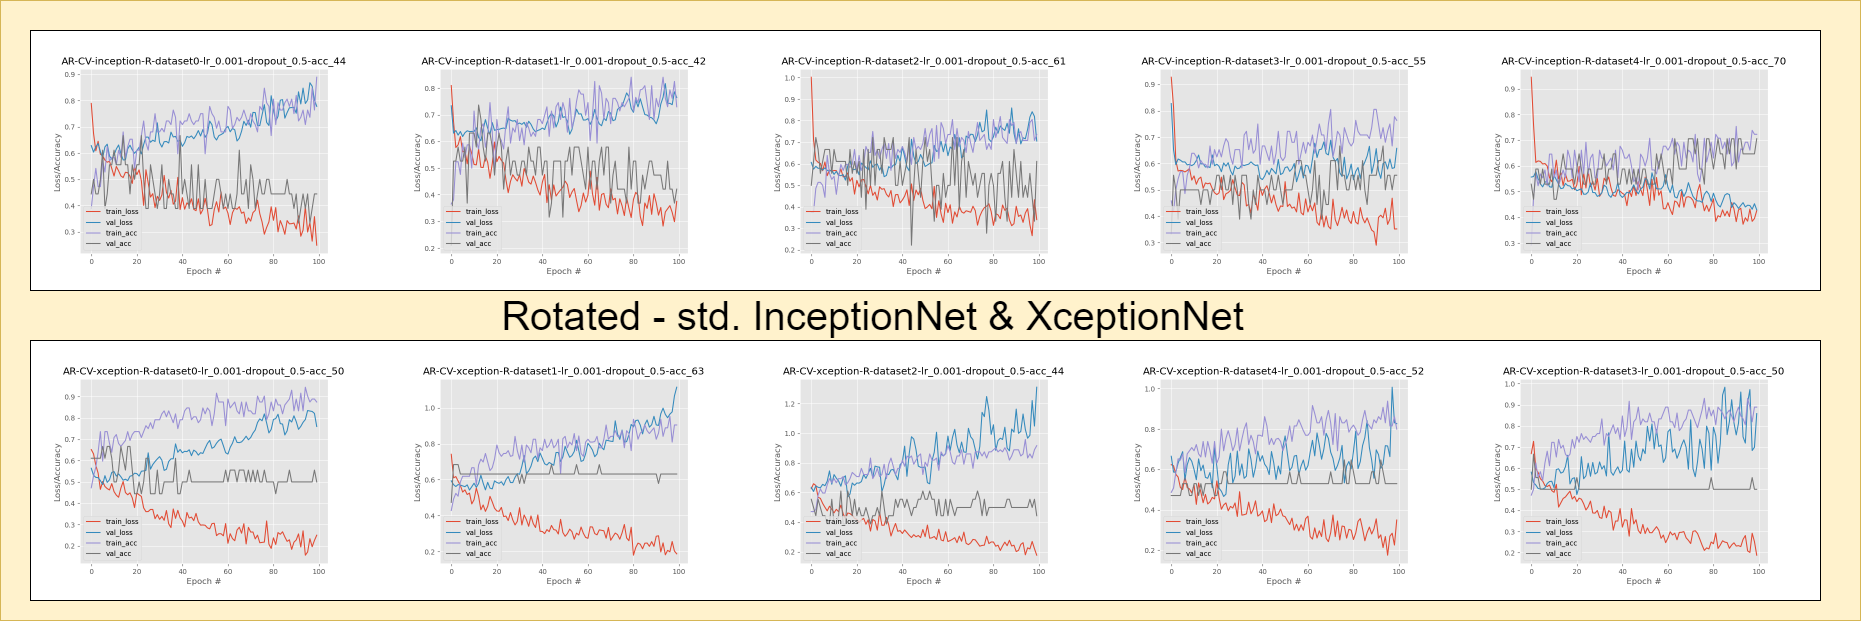 AR-CV-inception-R-dataset0-lr_0.001-dropout_0.5-acc_44
0.9
0.8
0.7
0.6
0.5
0.4
0.3
Loss/Accuracy
train_loss
val_loss
train_acc
val_acc
0 20 40 60 80 100
Epoch #
AR-CV-inception-R-dataset1-lr_0.001-dropout_0.5-acc_42
0.8
0.7
0.6
0.5
0.4
0.3
0.2
Loss/Accuracy
train_loss
val_loss
train_acc
val_acc
0 20 40 60 80 100
Epoch #
AR-CV-inception-R-dataset2-lr_0.001-dropout_0.5-acc_61
1.0
0.9
0.8
0.7
0.6
0.5
0.4
0.3
0.2
Loss/Accuracy
train_loss
val_loss
train_acc
val_acc
0 20 40 60 80 100
Epoch #
AR-CV-inception-R-dataset3-lr_0.001-dropout_0.5-acc_55
0.9
0.8
0.7
0.6
0.5
0.4
0.3
Loss/Accuracy
train_loss
val_loss
train_acc
val_acc
0 20 40 60 80 100
Epoch #
AR-CV-inception-R-dataset4-lr_0.001-dropout_0.5-acc_70
0.9
0.8
0.7
0.6
0.5
0.4
0.3
Loss/Accuracy
train_loss
val_loss
train_acc
val_acc
0 20 40 60 80 100
Epoch #
Rotated - std. InceptionNet & XceptionNet
AR-CV-xception-R-dataset0-lr_0.001-dropout_0.5-acc_50
0.9
0.8
0.7
0.6
0.5
0.4
0.3
0.2
Loss/Accuracy
train_loss
val_loss
train_acc
val_acc
0 20 40 60 80 100
Epoch #
AR-CV-xception-R-dataset1-lr_0.001-dropout_0.5-acc_63
1.0
0.8
0.6
0.4
0.2
Loss/Accuracy
train_loss
val_loss
train_acc
val_acc
0 20 40 60 80 100
Epoch #
AR-CV-xception-R-dataset2-lr_0.001-dropout_0.5-acc_44
1.2
1.0
0.8
0.6
0.4
0.2
Loss/Accuracy
train_loss
val_loss
train_acc
val_acc
0 20 40 60 80 100
Epoch #
AR-CV-xception-R-dataset4-lr_0.001-dropout_0.5-acc_52
1.0
0.8
0.6
0.4
0.2
Loss/Accuracy
train_loss
val_loss
train_acc
val_acc
0 20 40 60 80 100
Epoch #
AR-CV-xception-R-dataset3-lr_0.001-dropout_0.5-acc_50
1.0
0.9
0.8
0.7
0.6
0.5
0.4
0.3
0.2
Loss/Accuracy
train_loss
val_loss
train_acc
val_acc
0 20 40 60 80 100
Epoch #